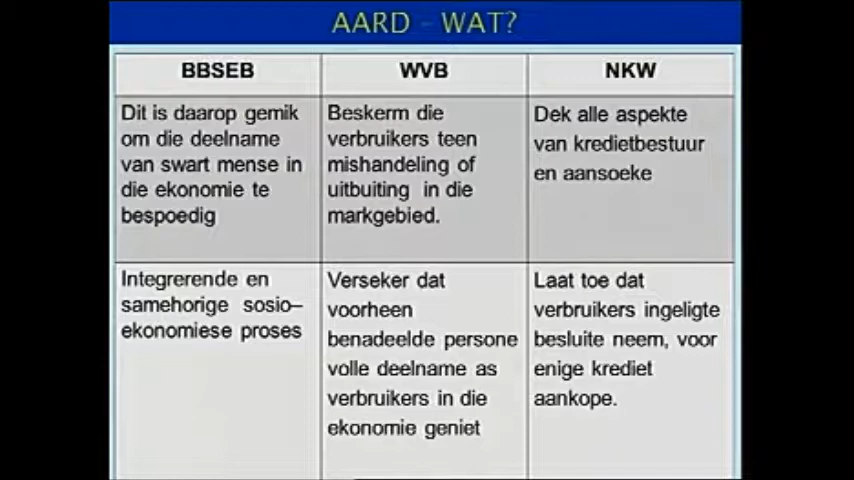 AARD - WAT?
BBSEB
WVB
NKW
Dit is daarop gemik
om die deelname
van swart mense in
die ekonomie te
bespoedig
Beskerm die
verbruikers teen
mishandeling of
uitbuiting in die
markgebied.
Dek alle aspekte
van kredietbestuur
en aansoeke
Integrerende en
samehorige sosio–
ekonomiese proses
Verseker dat
voorheen
benadeelde persone
volle deelname as
verbruikers in die
ekonomie geniet
Laat toe dat
verbruikers ingeligte
besluite neem, voor
enige krediet
aankope.